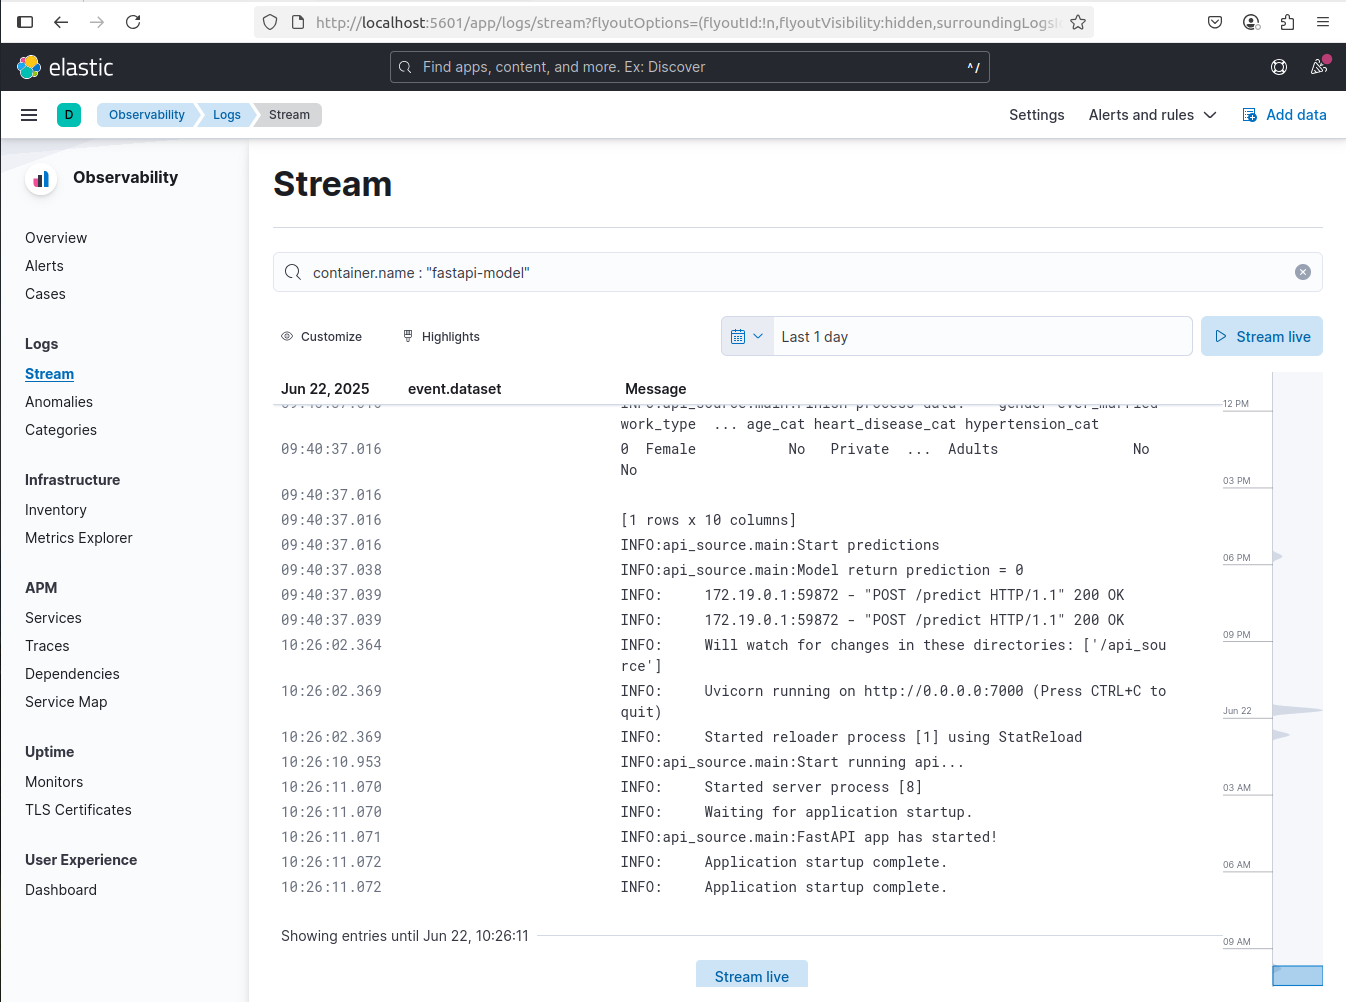 http://localhost:5601/app/logs/stream?flyoutOptions=(flyoutId:!n,flyoutVisibility:hidden,surroundingLogs
elastic
Find apps, content, and more. Ex: Discover
^/
D
Observability
Logs
Stream
Settings
Alerts and rules
Add data
Observability
Overview
Alerts
Cases
Logs
Stream
Anomalies
Categories
Infrastructure
Inventory
Metrics Explorer
APM
Services
Traces
Dependencies
Service Map
Uptime
Monitors
TLS Certificates
User Experience
Dashboard
Stream
container.name : "fastapi-model"
Customize
Highlights
Last 1 day
Stream live
Jun 22, 2025 event.dataset Message
09:40:37.016 INFO:api_source.main:Finish process data: gender ever_married
work_type ... age_cat heart_disease_cat hypertension_cat
09:40:37.016 0 Female No Private ... Adults No
No
09:40:37.016
09:40:37.016 [1 rows x 10 columns]
09:40:37.016 INFO:api_source.main:Start predictions
09:40:37.038 INFO:api_source.main:Model return prediction = 0
09:40:37.039 INFO: 172.19.0.1:59872 - "POST /predict HTTP/1.1" 200 OK
09:40:37.039 INFO: 172.19.0.1:59872 - "POST /predict HTTP/1.1" 200 OK
10:26:02.364 INFO: Will watch for changes in these directories: ['/api_sou
rce']
10:26:02.369 INFO: Uvicorn running on http://0.0.0.0:7000 (Press CTRL+C to
quit)
10:26:02.369 INFO: Started reloader process [1] using StatReload
10:26:10.953 INFO:api_source.main:Start running api...
10:26:11.070 INFO: Started server process [8]
10:26:11.070 INFO: Waiting for application startup.
10:26:11.071 INFO:api_source.main:FastAPI app has started!
10:26:11.072 INFO: Application startup complete.
10:26:11.072 INFO: Application startup complete.
Showing entries until Jun 22, 10:26:11
Stream live
12 PM
03 PM
06 PM
09 PM
Jun 22
03 AM
06 AM
09 AM